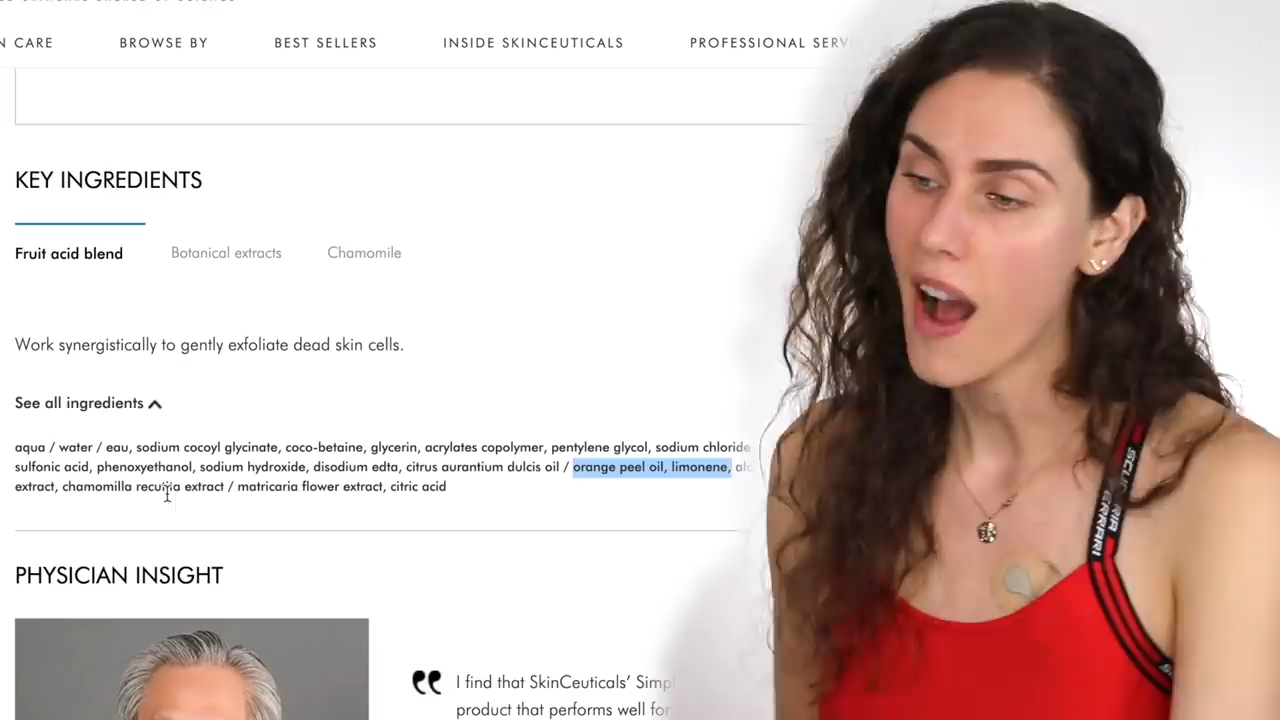 N CARE BROWSE BY BEST SELLERS INSIDE SKINCEUTICALS PROFESSIONAL SERV
KEY INGREDIENTS
Fruit acid blend Botanical extracts Chamomile
Work synergistically to gently exfoliate dead skin cells.
See all ingredients
aqua / water / eau, sodium cocoyl glycinate, coco-betaine, glycerin, acrylates copolymer, pentylene glycol, sodium chloride
sulfonic acid, phenoxyethanol, sodium hydroxide, disodium edta, citrus aurantium dulcis oil / orange peel oil, limonene,
extract, chamomilla recutita extract / matricaria flower extract, citric acid
PHYSICIAN INSIGHT
I find that SkinCeuticals' Simp
product that performs well for